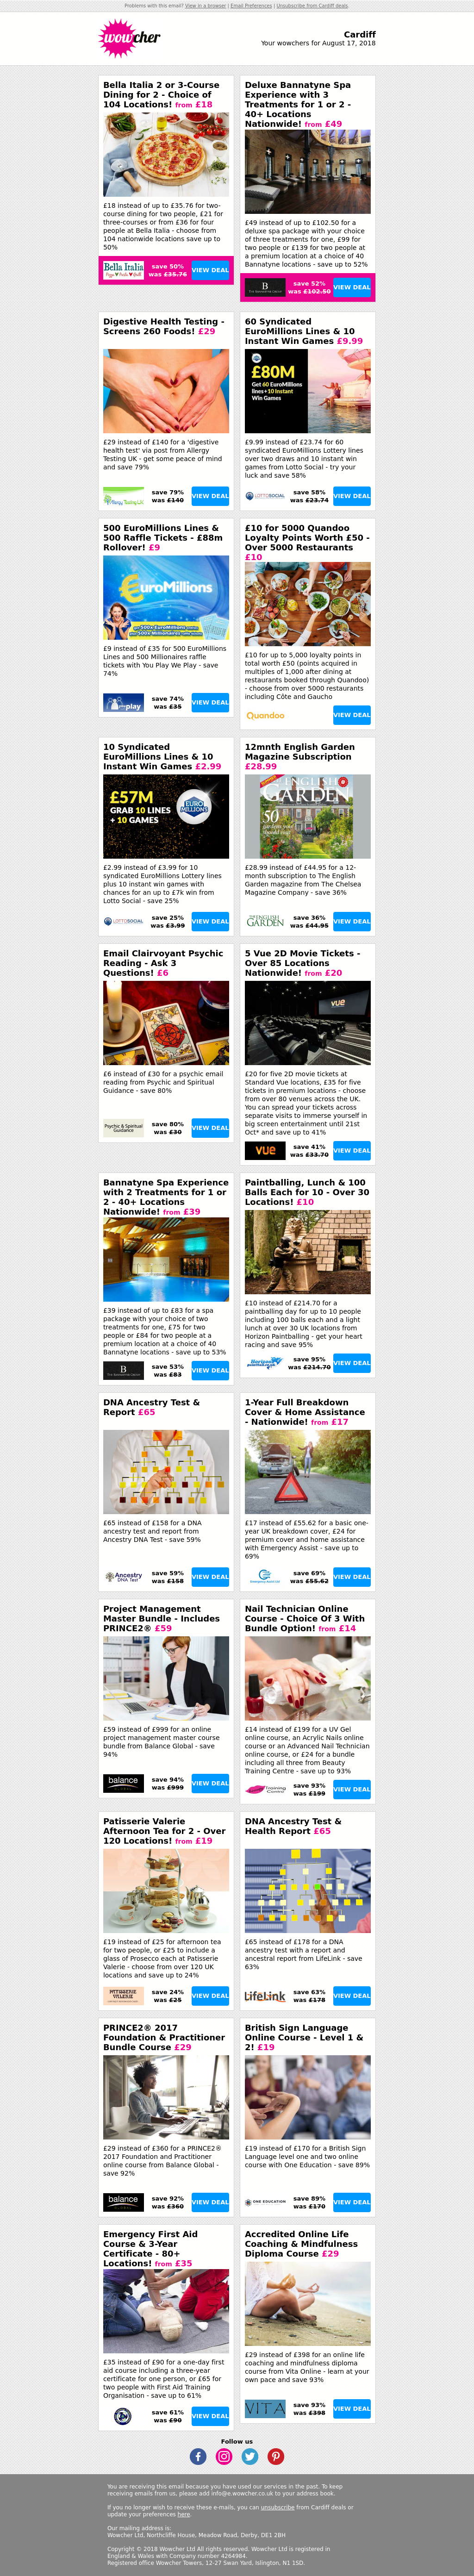 Problems with this email? View in a browser | Email Preferences | Unsubscribe from Cardiff deals.
wowcher
Cardiff
Your wowchers for August 17, 2018
Bella Italia 2 or 3-Course
Dining for 2 - Choice of
104 Locations! from £18
£18 instead of up to £35.76 for two-
course dining for two people, £21 for
three-courses or from £36 for four
people at Bella Italia - choose from
104 nationwide locations save up to
50%
Bella Italia
save 50%
was £35.76
VIEW DEAL
Deluxe Bannatyne Spa
Experience with 3
Treatments for 1 or 2 -
40+ Locations
Nationwide! from £49
£49 instead of up to £102.50 for a
deluxe spa package with your choice
of three treatments for one, £99 for
two people or £139 for two people at
a premium location at a choice of 40
Bannatyne locations - save up to 52%
B
save 52%
was £102.50
VIEW DEAL
Digestive Health Testing -
Screens 260 Foods! £29
£29 instead of £140 for a 'digestive
health test' via post from Allergy
Testing UK - get some peace of mind
and save 79%
save 79%
was £140
VIEW DEAL
60 Syndicated
EuroMillions Lines & 10
Instant Win Games £9.99
£80M
Get 60 EuroMillions
lines+10 Instant
Win Games
£9.99 instead of £23.74 for 60
syndicated EuroMillions Lottery lines
over two draws and 10 instant win
games from Lotto Social - try your
luck and save 58%
LOTTOSOCIAL
save 58%
was £23.74
VIEW DEAL
500 EuroMillions Lines &
500 Raffle Tickets - £88m
Rollover! £9
€uroMillions
£9 instead of £35 for 500 EuroMillions
Lines and 500 Millionaires raffle
tickets with You Play We Play - save
74%
play
save 74%
was £35
VIEW DEAL
£10 for 5000 Quandoo
Loyalty Points Worth £50 -
Over 5000 Restaurants
£10
£10 for up to 5,000 loyalty points in
total worth £50 (points acquired in
multiples of 1,000 after dining at
restaurants booked through Quandoo)
- choose from over 5000 restaurants
including Côte and Gaucho
Quandoo
VIEW DEAL
10 Syndicated
EuroMillions Lines & 10
Instant Win Games £2.99
£57M
GRAB 10 LINES
+ 10 GAMES
EURO
MILLIONS
£2.99 instead of £3.99 for 10
syndicated EuroMillions Lottery lines
plus 10 instant win games with
chances for an up to £7k win from
Lotto Social - save 25%
LOTTOSOCIAL
save 25%
was £3.99
VIEW DEAL
12mnth English Garden
Magazine Subscription
£28.99
GARDEN
50
£28.99 instead of £44.95 for a 12-
month subscription to The English
Garden magazine from The Chelsea
Magazine Company - save 36%
THE ENGLISH
GARDEN
save 36%
was £44.95
VIEW DEAL
Email Clairvoyant Psychic
Reading - Ask 3
Questions! £6
£6 instead of £30 for a psychic email
reading from Psychic and Spiritual
Guidance - save 80%
Psychic & Spiritual
Guidance
save 80%
was £30
VIEW DEAL
5 Vue 2D Movie Tickets -
Over 85 Locations
Nationwide! from £20
vue
£20 for five 2D movie tickets at
Standard Vue locations, £35 for five
tickets in premium locations - choose
from over 80 venues across the UK.
You can spread your tickets across
separate visits to immerse yourself in
big screen entertainment until 21st
Oct* and save up to 41%
VUE
save 41%
was £33.70
VIEW DEAL
Bannatyne Spa Experience
with 2 Treatments for 1 or
2 - 40+ Locations
Nationwide! from £39
£39 instead of up to £83 for a spa
package with your choice of two
treatments for one, £75 for two
people or £84 for two people at a
premium location at a choice of 40
Bannatyne locations - save up to 53%
B
save 53%
was £83
VIEW DEAL
Paintballing, Lunch & 100
Balls Each for 10 - Over 30
Locations! £10
£10 instead of £214.70 for a
paintballing day for up to 10 people
including 100 balls each and a light
lunch at over 30 UK locations from
Horizon Paintballing - get your heart
racing and save 95%
save 95%
was £214.70
VIEW DEAL
DNA Ancestry Test &
Report £65
£65 instead of £158 for a DNA
ancestry test and report from
Ancestry DNA Test - save 59%
Ancestry
DNA Test
save 59%
was £158
VIEW DEAL
1-Year Full Breakdown
Cover & Home Assistance
- Nationwide! from £17
£17 instead of £55.62 for a basic one-
year UK breakdown cover, £24 for
premium cover and home assistance
with Emergency Assist - save up to
69%
save 69%
was £55.62
VIEW DEAL
Project Management
Master Bundle - Includes
PRINCE2® £59
£59 instead of £999 for an online
project management master course
bundle from Balance Global - save
94%
balance
save 94%
was £999
VIEW DEAL
Nail Technician Online
Course - Choice Of 3 With
Bundle Option! from £14
£14 instead of £199 for a UV Gel
online course, an Acrylic Nails online
course or an Advanced Nail Technician
online course, or £24 for a bundle
including all three from Beauty
Training Centre - save up to 93%
save 93%
was £199
VIEW DEAL
Patisserie Valerie
Afternoon Tea for 2 - Over
120 Locations! from £19
£19 instead of £25 for afternoon tea
for two people, or £25 to include a
glass of Prosecco each at Patisserie
Valerie - choose from over 120 UK
locations and save up to 24%
PATISSERIE
VALERIE
save 24%
was £25
VIEW DEAL
DNA Ancestry Test &
Health Report £65
£65 instead of £178 for a DNA
ancestry test with a report and
ancestral report from LifeLink - save
63%
LifeLink
save 63%
was £178
VIEW DEAL
PRINCE2® 2017
Foundation & Practitioner
Bundle Course £29
£29 instead of £360 for a PRINCE2®
2017 Foundation and Practitioner
online course from Balance Global -
save 92%
balance
save 92%
was £360
VIEW DEAL
British Sign Language
Online Course - Level 1 &
2! £19
£19 instead of £170 for a British Sign
Language level one and two online
course with One Education - save 89%
ONE EDUCATION
save 89%
was £170
VIEW DEAL
Emergency First Aid
Course & 3-Year
Certificate - 80+
Locations! from £35
£35 instead of £90 for a one-day first
aid course including a three-year
certificate for one person, or £65 for
two people with First Aid Training
Organisation - save up to 61%
save 61%
was £90
VIEW DEAL
Accredited Online Life
Coaching & Mindfulness
Diploma Course £29
£29 instead of £398 for an online life
coaching and mindfulness diploma
course from Vita Online - learn at your
own pace and save 93%
VITA
save 93%
was £398
VIEW DEAL
Follow us
You are receiving this email because you have used our services in the past. To keep
receiving emails from us, please add info@e.wowcher.co.uk to your address book.
If you no longer wish to receive these e-mails, you can unsubscribe from Cardiff deals or
update your preferences here.
Our mailing address is:
Wowcher Ltd, Northcliffe House, Meadow Road, Derby, DE1 2BH
Copyright © 2018 Wowcher Ltd All rights reserved. Wowcher Ltd is registered in
England & Wales with Company number 4264984.
Registered office Wowcher Towers, 12-27 Swan Yard, Islington, N1 1SD.